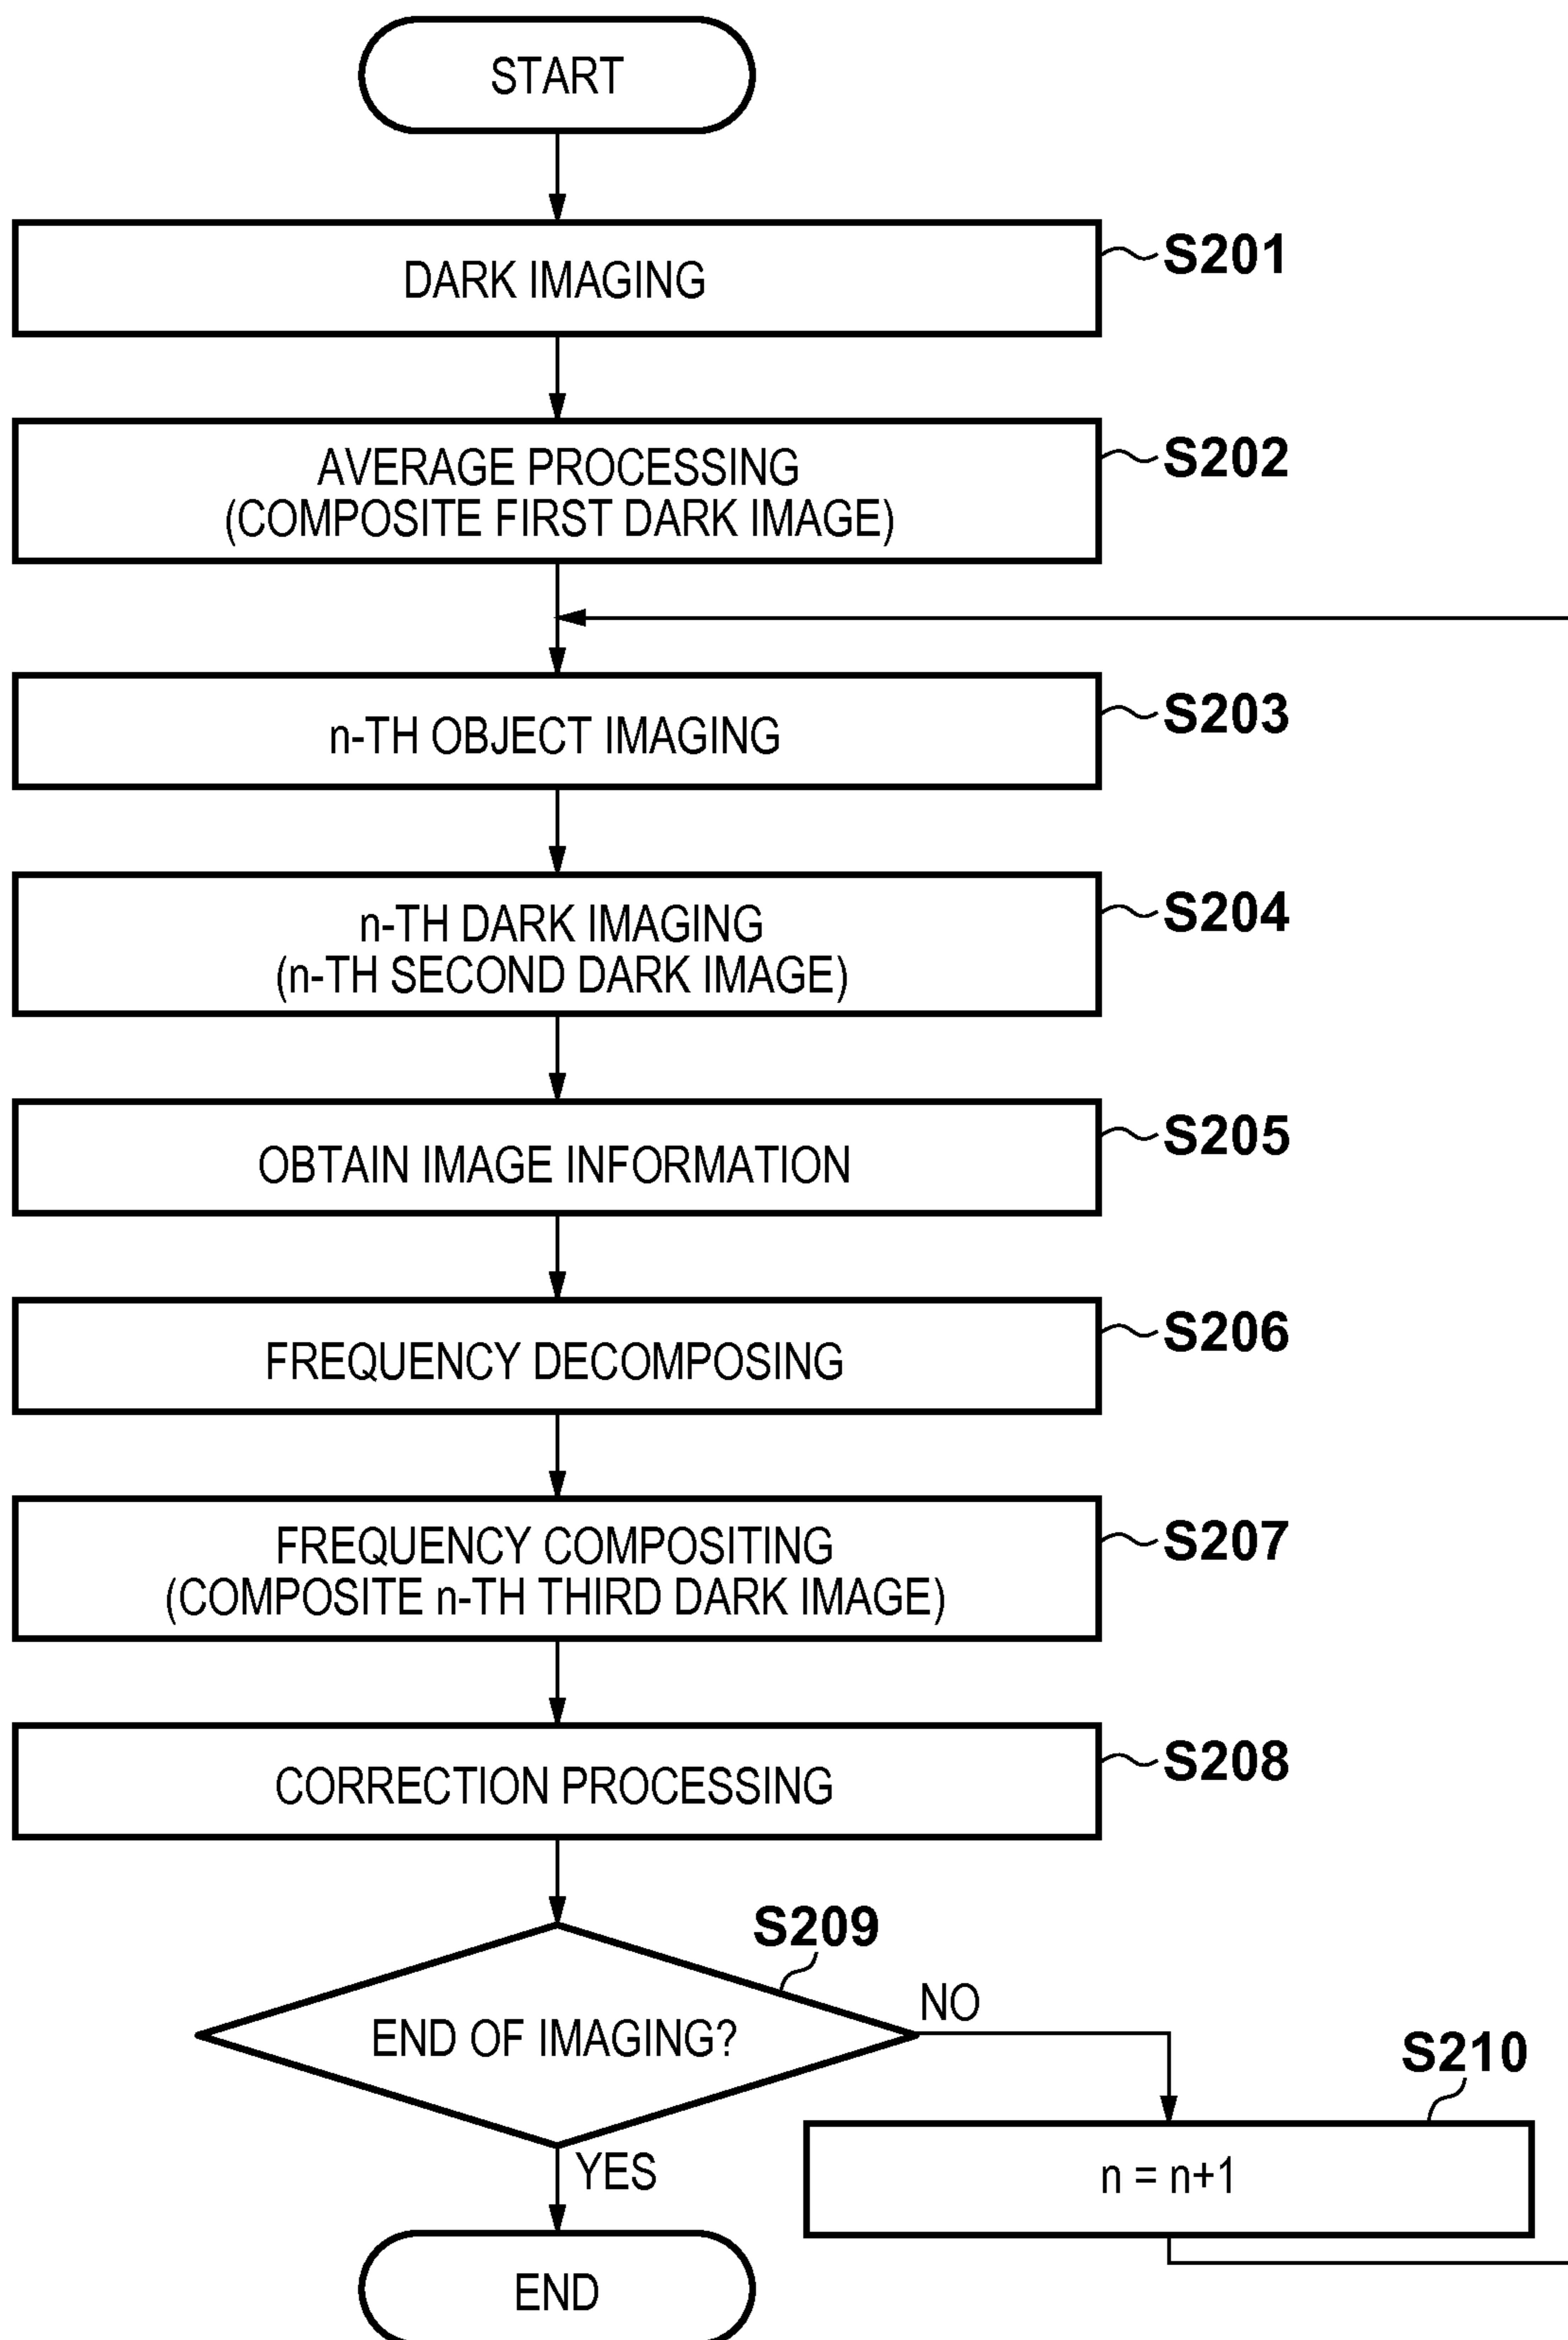 START
DARK IMAGING
S201
AVERAGE PROCESSING
(COMPOSITE FIRST DARK IMAGE)
S202
n-TH OBJECT IMAGING
S203
n-TH DARK IMAGING
(n-TH SECOND DARK IMAGE)
S204
OBTAIN IMAGE INFORMATION
S205
FREQUENCY DECOMPOSING
S206
FREQUENCY COMPOSITING
(COMPOSITE n-TH THIRD DARK IMAGE)
S207
CORRECTION PROCESSING
S208
S209
END OF IMAGING?
NO
S210
n = n+1
YES
END